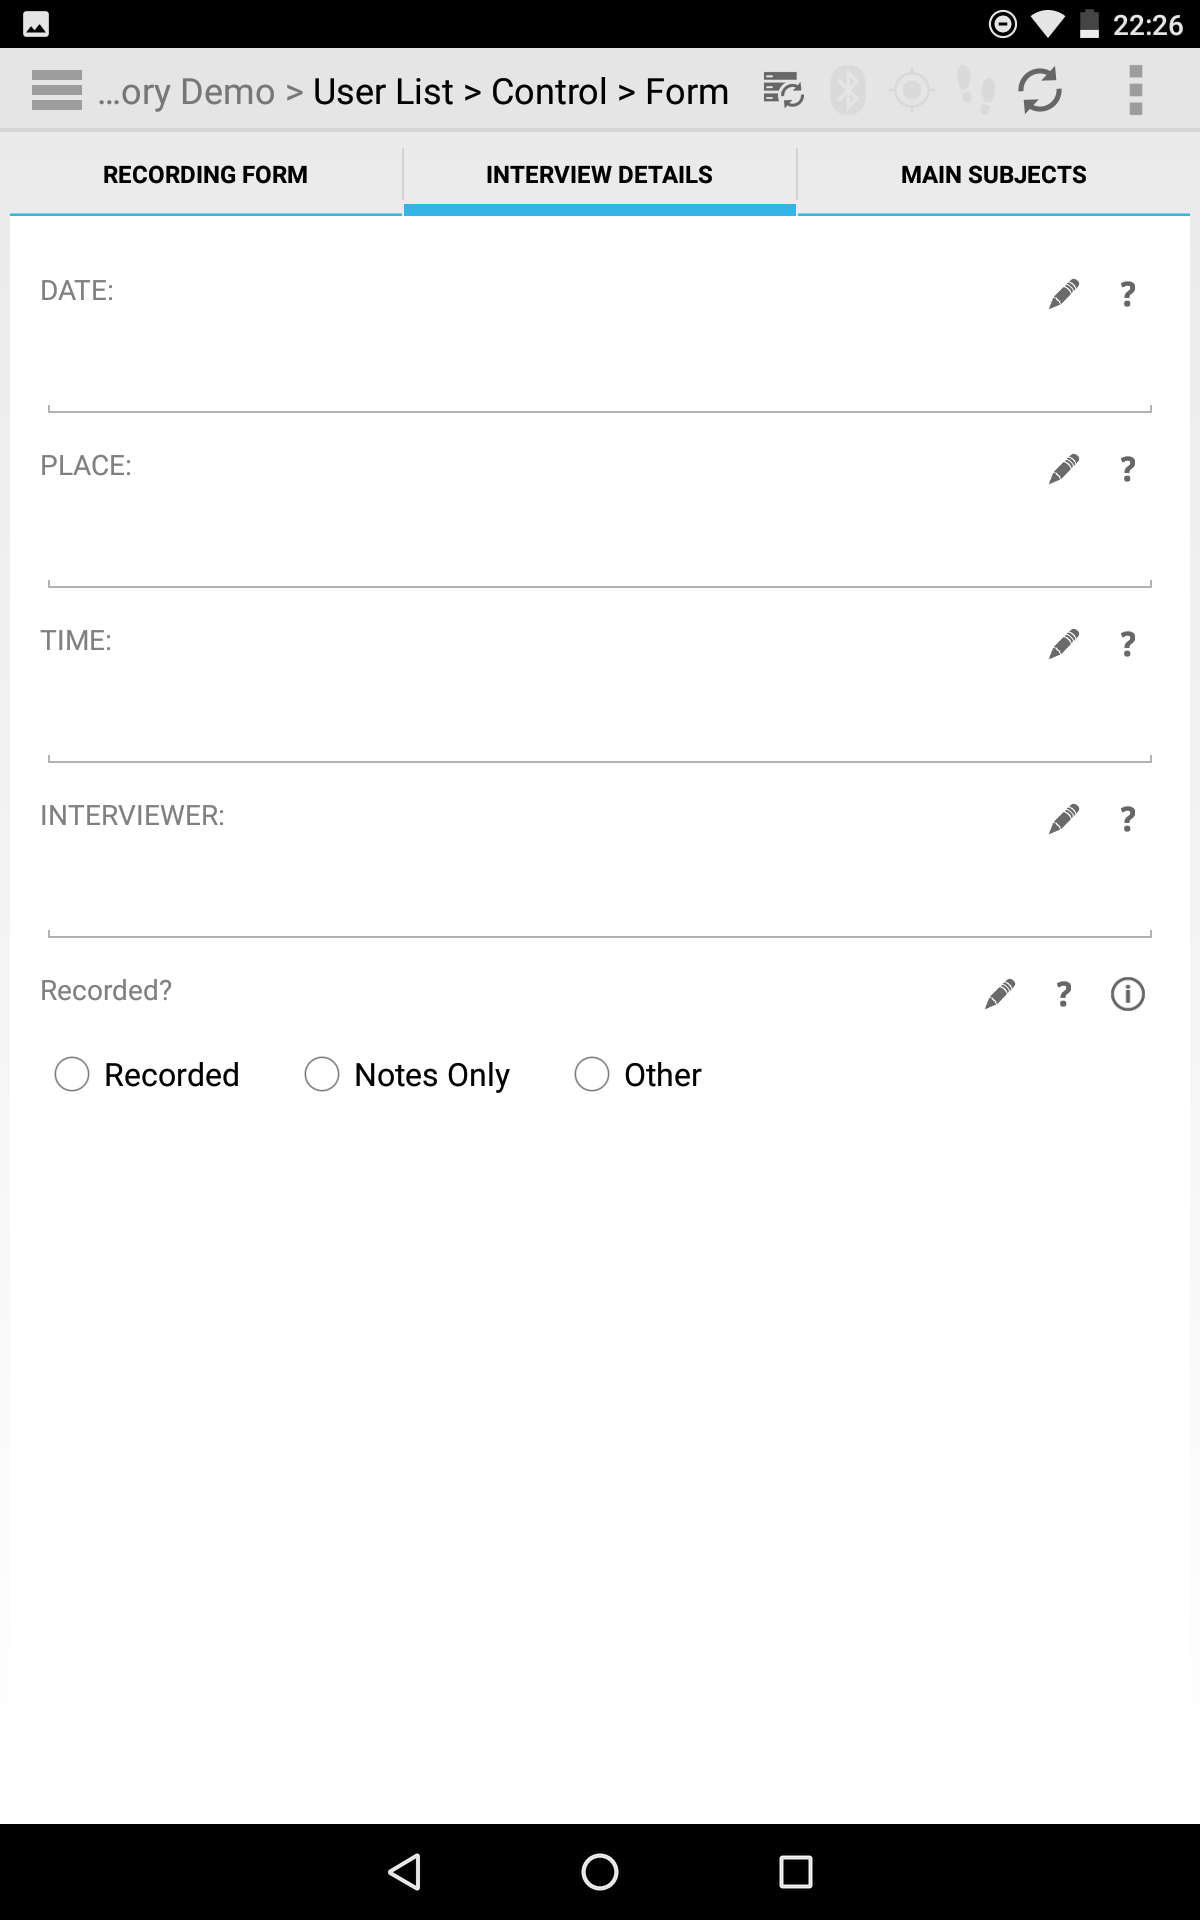 22:26
...ory Demo > User List > Control > Form
RECORDING FORM
INTERVIEW DETAILS
MAIN SUBJECTS
DATE:
?
PLACE:
?
TIME:
?
INTERVIEWER:
?
Recorded?
?
Recorded
Notes Only
Other